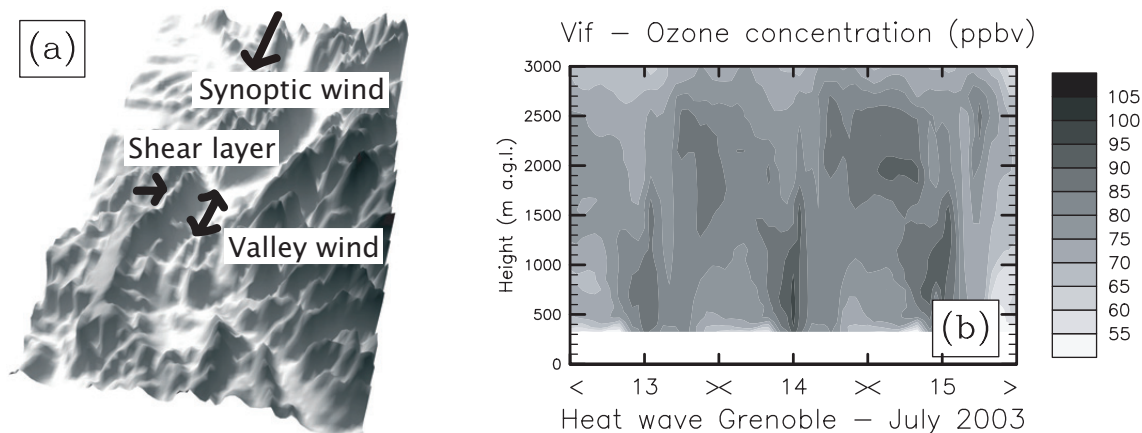 (a)
Synoptic wind
Shear layer
Valley wind
Vif – Ozone concentration (ppbv)
Height (m a.g.l.)
3000
2500
2000
1500
1000
500
0
(b)
< 13 >< 14 >< 15 >
Heat wave Grenoble – July 2003
105
100
95
90
85
80
75
70
65
60
55